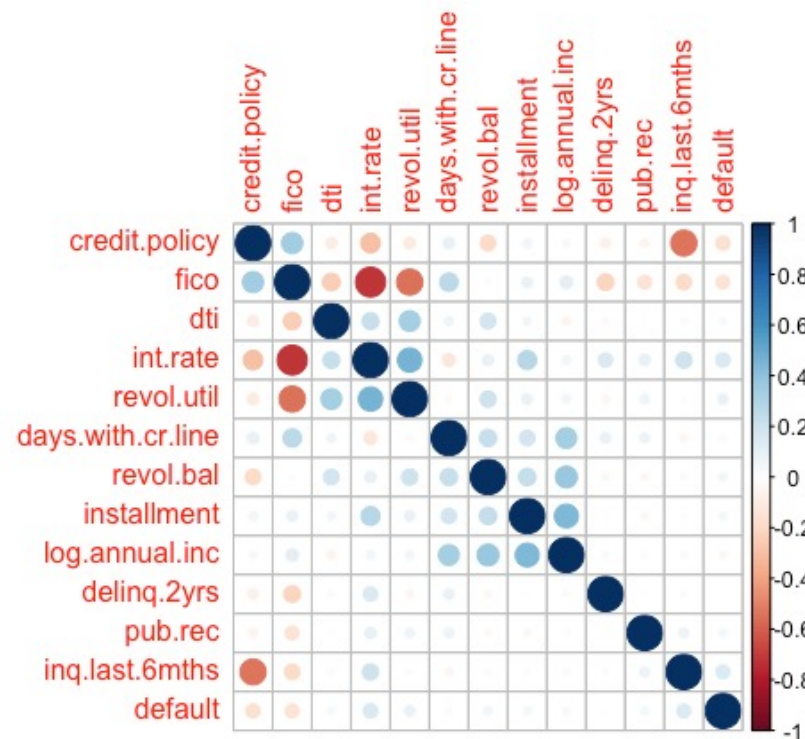 credit.policy
fico
dti
int.rate
revol.util
days.with.cr.line
revol.bal
installment
log.annual.inc
delinq.2yrs
pub.rec
inq.last.6mths
default
credit.policy
fico
dti
int.rate
revol.util
days.with.cr.line
revol.bal
installment
log.annual.inc
delinq.2yrs
pub.rec
inq.last.6mths
default
1
0.8
0.6
0.4
0.2
0
-0.2
-0.4
-0.6
-0.8
-1